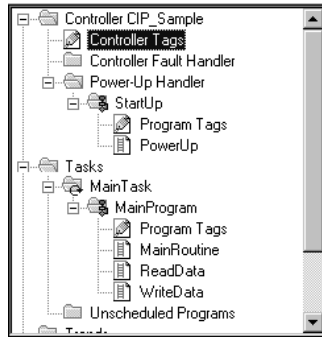 Controller CIP_Sample
Controller Tags
Controller Fault Handler
Power-Up Handler
StartUp
Program Tags
PowerUp
Tasks
MainTask
MainProgram
Program Tags
MainRoutine
ReadData
WriteData
Unscheduled Programs